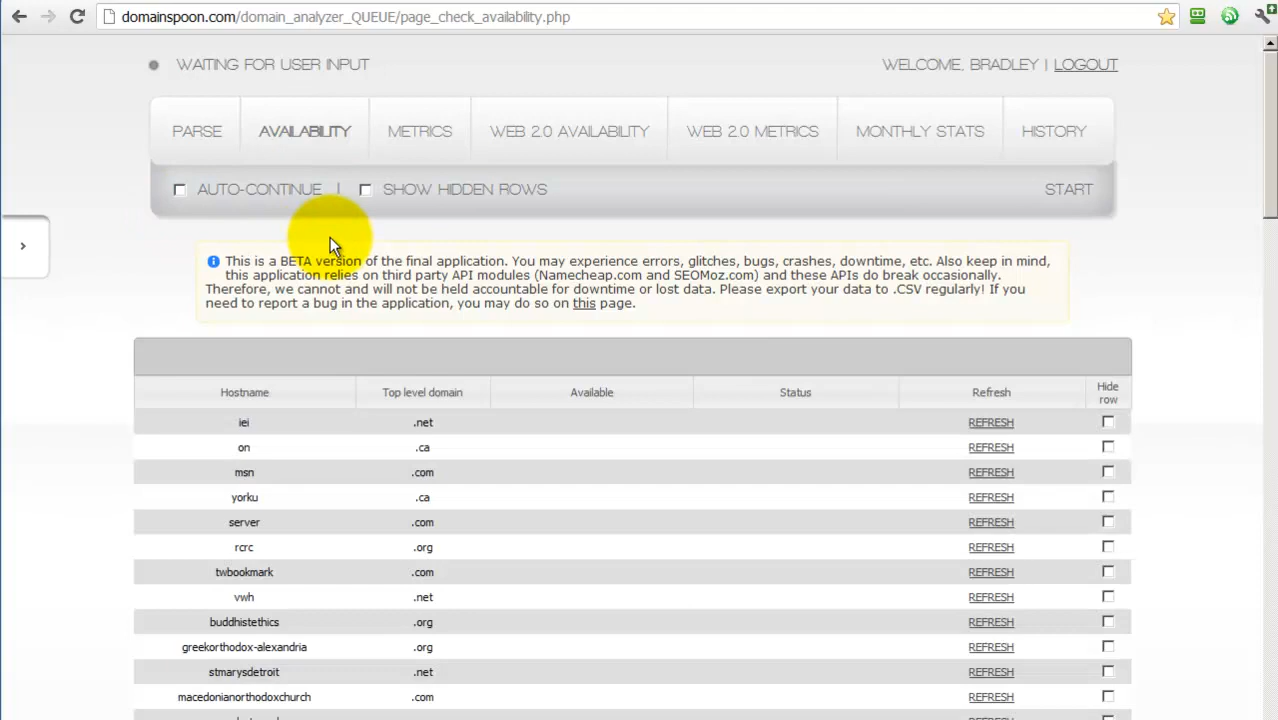 domainspoon.com/domain_analyzer_QUEUE/page_check_availability.php
WAITING FOR USER INPUT
WELCOME, BRADLEY | LOGOUT
PARSE AVAILABILITY METRICS WEB 2.0 AVAILABILITY WEB 2.0 METRICS MONTHLY STATS HISTORY
AUTO-CONTINUE | SHOW HIDDEN ROWS START
This is a BETA version of the final application. You may experience errors, glitches, bugs, crashes, downtime, etc. Also keep in mind,
this application relies on third party API modules (Namecheap.com and SEOMoz.com) and these APIs do break occasionally.
Therefore, we cannot and will not be held accountable for downtime or lost data. Please export your data to .CSV regularly! If you
need to report a bug in the application, you may do so on this page.
Hostname Top level domain Available Status Refresh Hide row
iei .net REFRESH
on .ca REFRESH
msn .com REFRESH
yorku .ca REFRESH
server .com REFRESH
rcrc .org REFRESH
twbookmark .com REFRESH
vwh .net REFRESH
buddhistethics .org REFRESH
greekorthodox-alexandria .org REFRESH
stmarysdetroit .net REFRESH
macedonianorthodoxchurch .com REFRESH